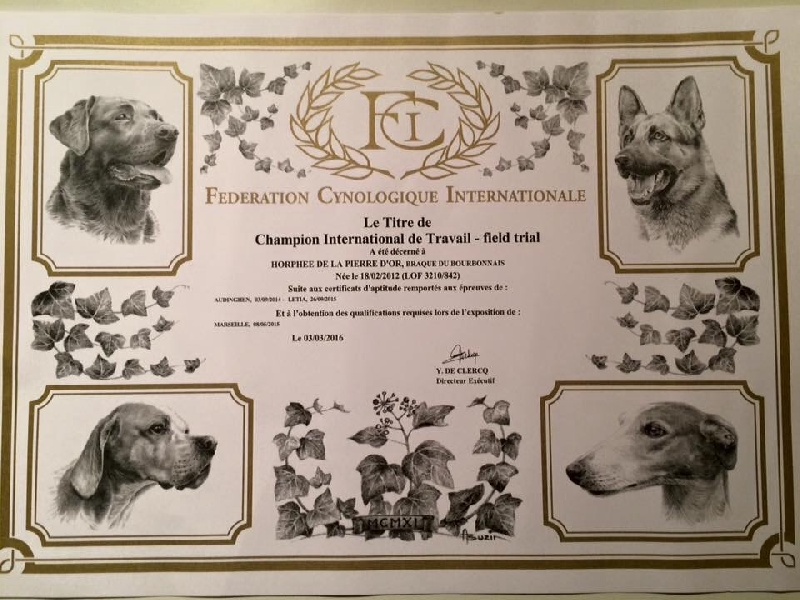 FCI
FEDERATION CYNOLOGIQUE INTERNATIONALE
Le Titre de
Champion International de Travail - field trial
A été décerné à
HORPHEE DE LA PIERRE D'OR, BRAQUE DU BOURBONNAIS
Née le 18/02/2012 (LOF 3210/842)
Suite aux certificats d'aptitude remportés aux épreuves de :
AUDINGHEN, - LETIA,
Et à l'obtention des qualifications requises lors de l'exposition de :
MARSEILLE,
Le 03/03/2016
Y. DE CLERCQ
Directeur Exécutif